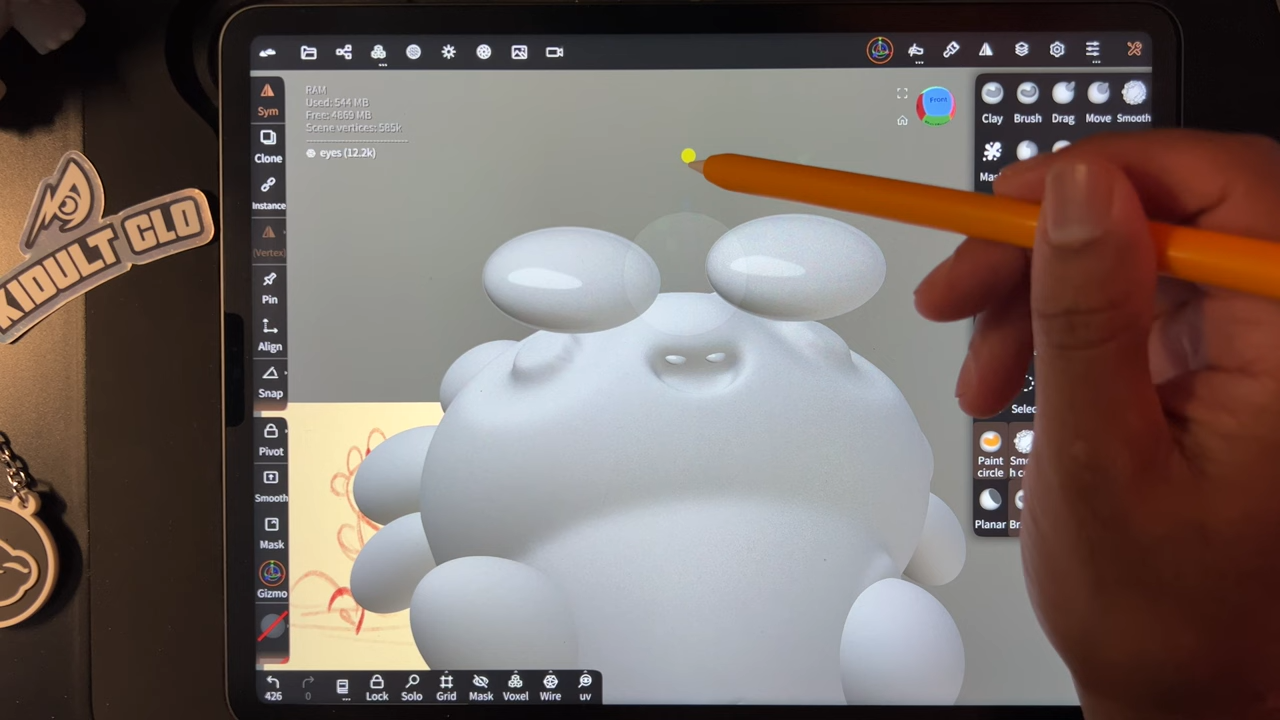 KIDULT CLO
Sym
Clone
Instance
(Vertex)
Pin
Align
Snap
Pivot
Smooth
Mask
Gizmo
RAM
Used: 544 MB
Free: 4869 MB
Scene vertices: 585k
eyes (12.2k)
Front
Clay Brush Drag Move Smooth
Paint circle
Planar
426 0 Lock Solo Grid Mask Voxel Wire uv